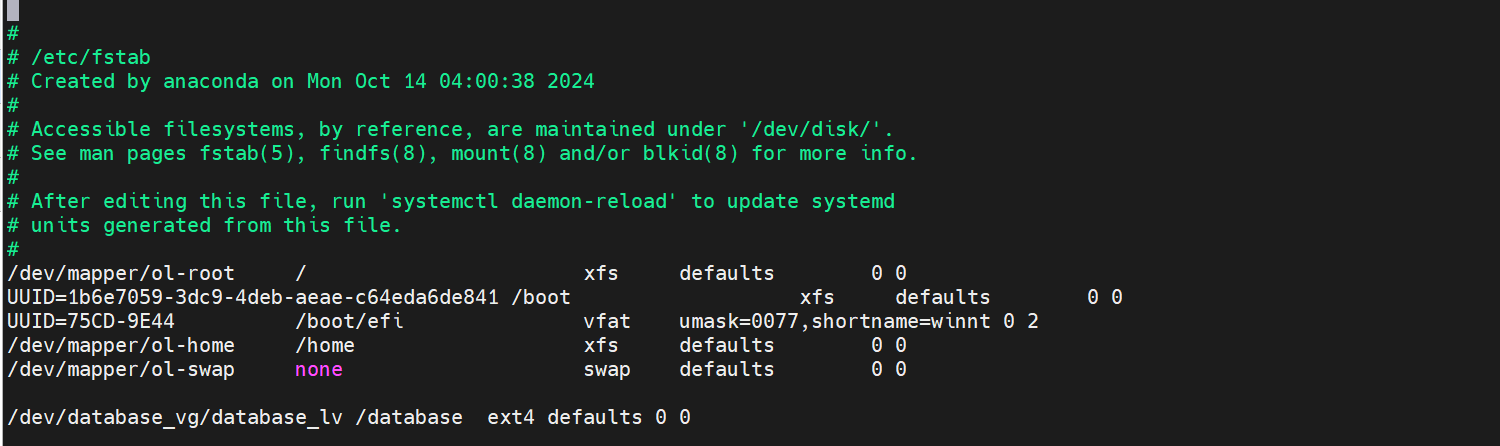 #
# /etc/fstab
# Created by anaconda on Mon Oct 14 04:00:38 2024
#
# Accessible filesystems, by reference, are maintained under '/dev/disk/'.
# See man pages fstab(5), findfs(8), mount(8) and/or blkid(8) for more info.
#
# After editing this file, run 'systemctl daemon-reload' to update systemd
# units generated from this file.
#
/dev/mapper/ol-root     /                       xfs     defaults        0 0
UUID=1b6e7059-3dc9-4deb-aeae-c64eda6de841 /boot                   xfs     defaults        0 0
UUID=75CD-9E44          /boot/efi               vfat    umask=0077,shortname=winnt 0 2
/dev/mapper/ol-home     /home                   xfs     defaults        0 0
/dev/mapper/ol-swap     none                    swap    defaults        0 0
/dev/database_vg/database_lv /database  ext4 defaults 0 0